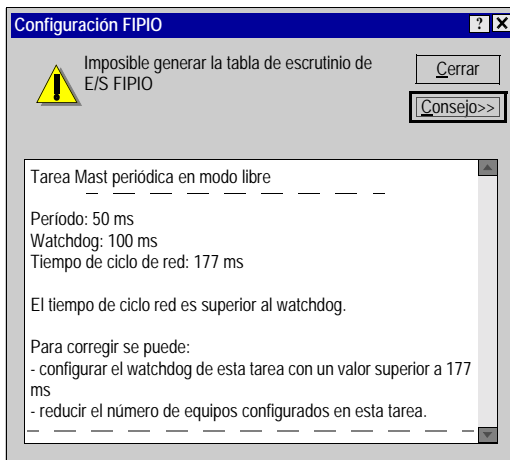 Configuración FIPIO
?
X
Imposible generar la tabla de escrutinio de
E/S FIPIO
Cerrar
Consejo>>
Tarea Mast periódica en modo libre
Período: 50 ms
Watchdog: 100 ms
Tiempo de ciclo de red: 177 ms
El tiempo de ciclo red es superior al watchdog.
Para corregir se puede:
- configurar el watchdog de esta tarea con un valor superior a 177
ms
- reducir el número de equipos configurados en esta tarea.